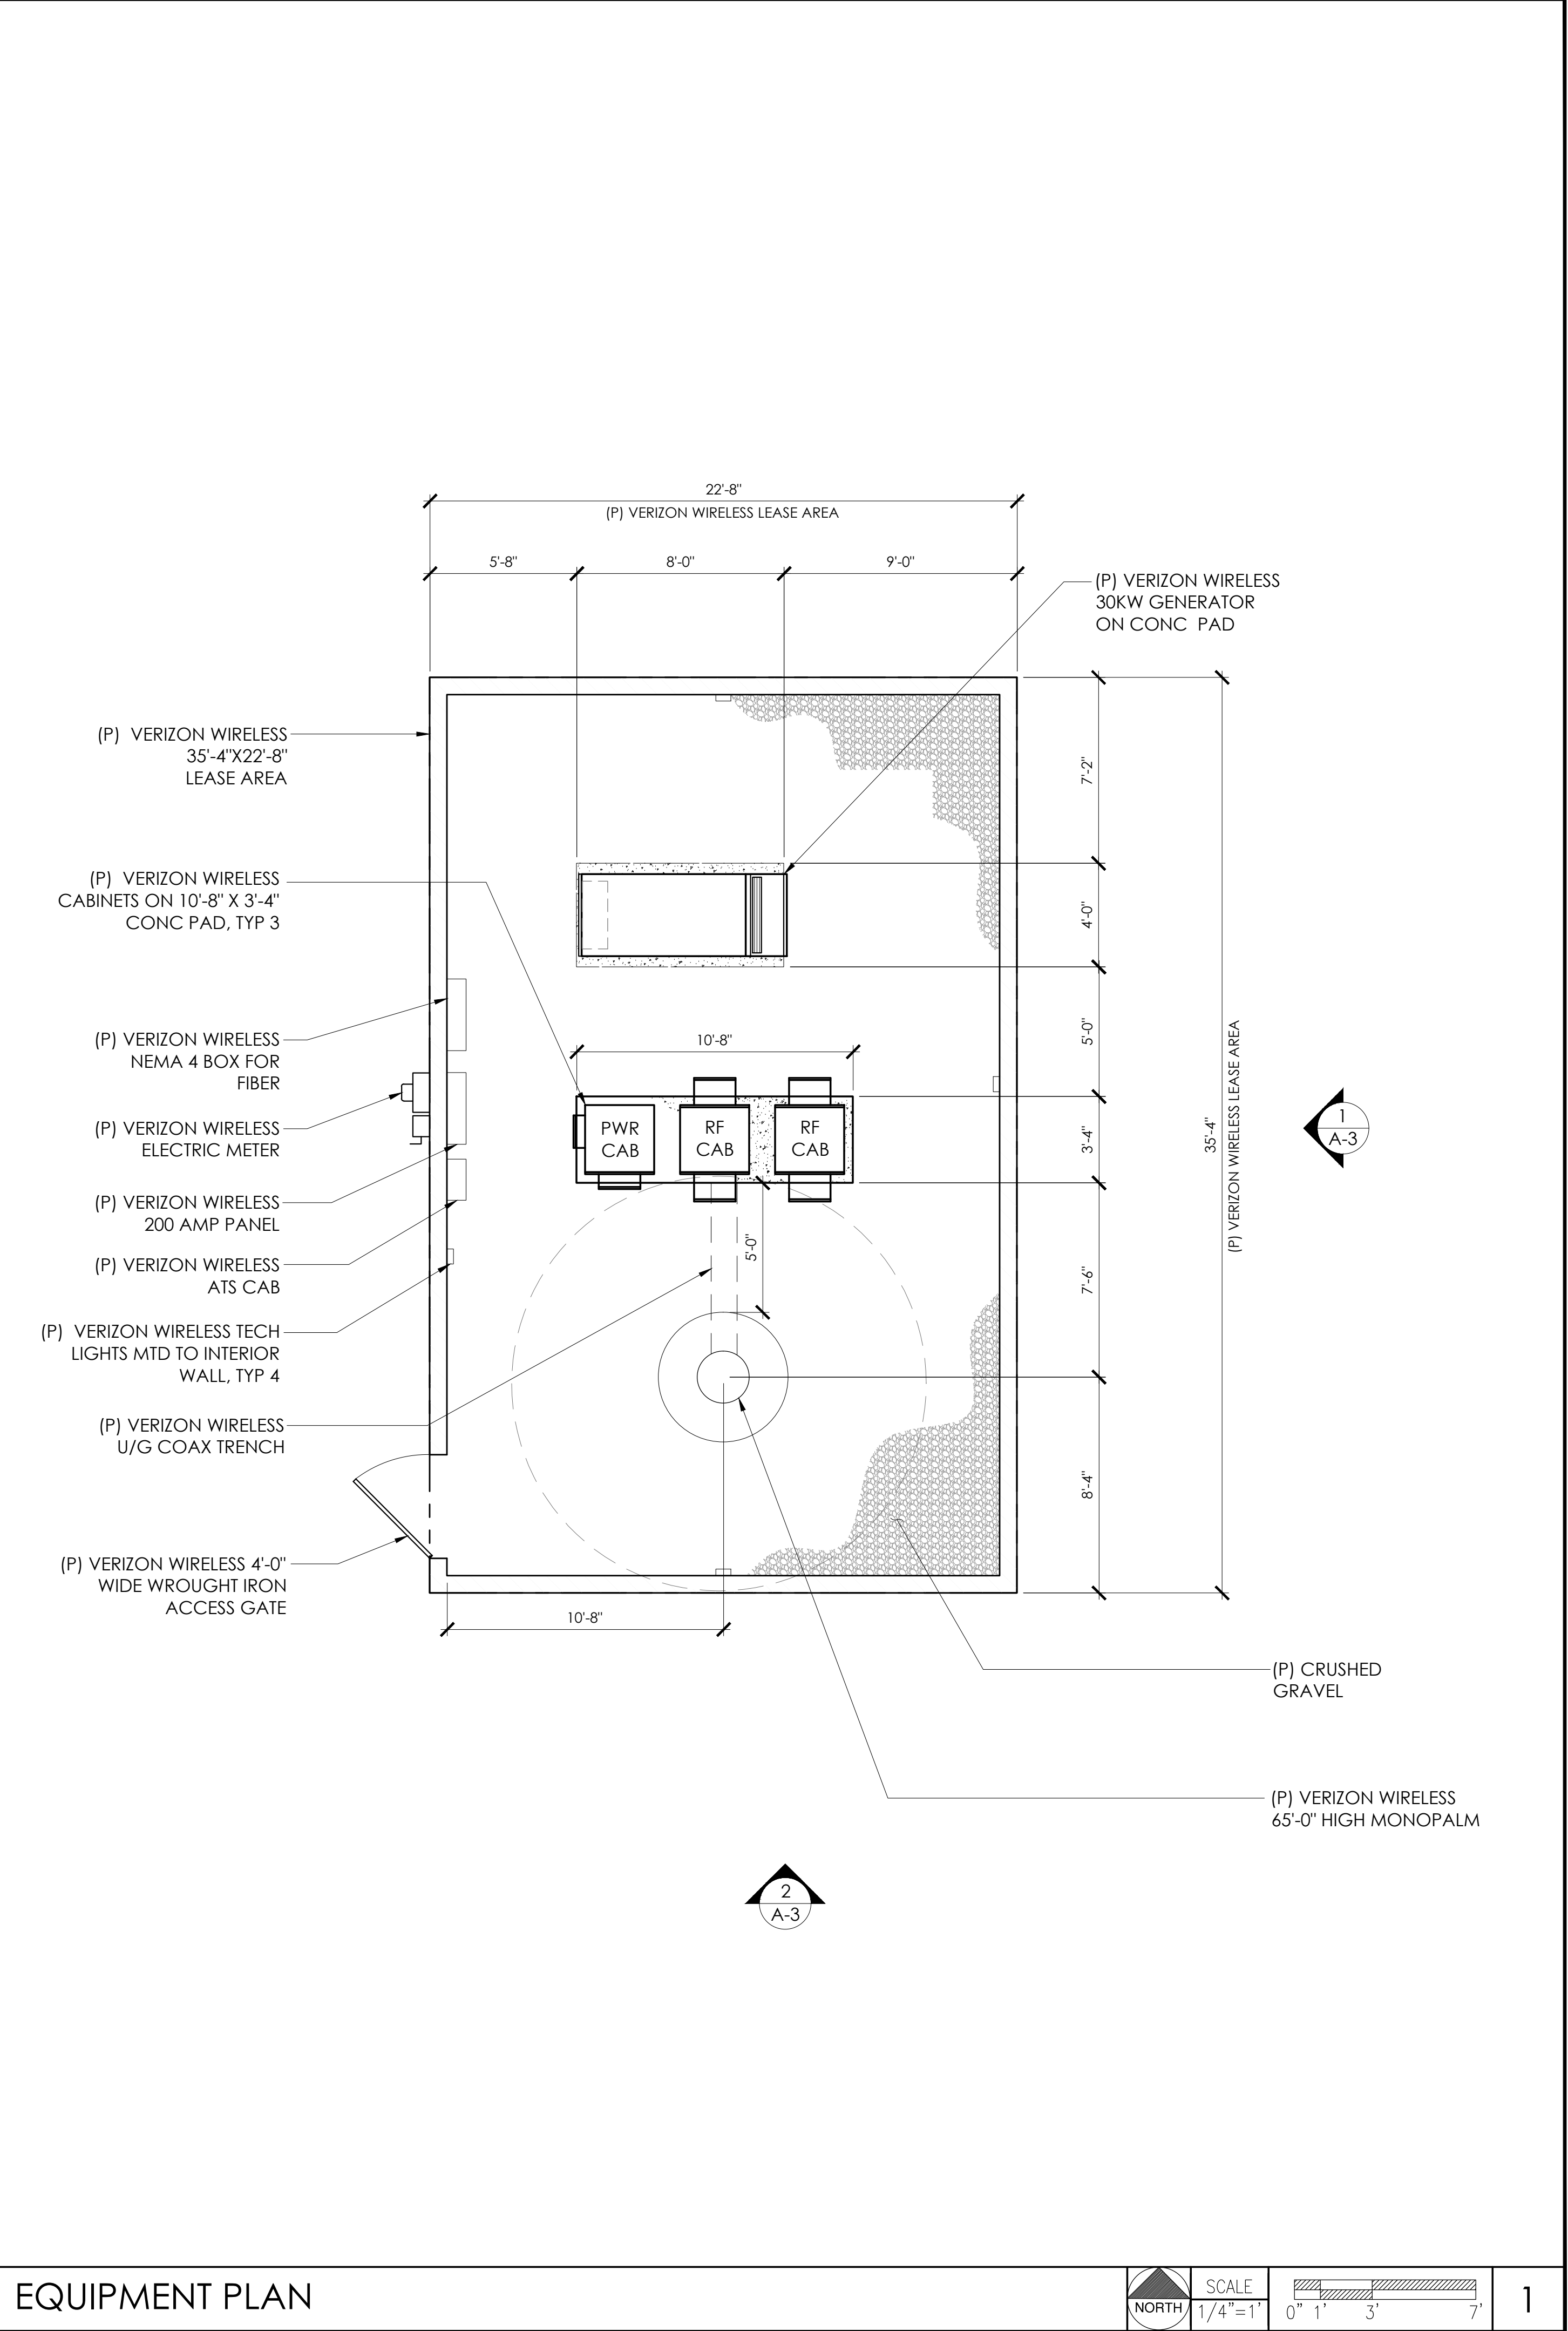 22'-8"
(P) VERIZON WIRELESS LEASE AREA
5'-8"
8'-0"
9'-0"
(P) VERIZON WIRELESS
30KW GENERATOR
ON CONC  PAD
(P)  VERIZON WIRELESS
35'-4"X22'-8"
LEASE AREA
7'-2"
(P)  VERIZON WIRELESS
CABINETS ON 10'-8" X 3'-4"
CONC PAD, TYP 3
4'-0"
(P) VERIZON WIRELESS
NEMA 4 BOX FOR
FIBER
5'-0"
10'-8"
(P) VERIZON WIRELESS
ELECTRIC METER
PWR
CAB
RF
CAB
RF
CAB
3'-4"
35'-4"
(P) VERIZON WIRELESS LEASE AREA
1
A-3
(P) VERIZON WIRELESS
200 AMP PANEL
(P) VERIZON WIRELESS
ATS CAB
5'-0"
7'-6"
(P)  VERIZON WIRELESS TECH
LIGHTS MTD TO INTERIOR
WALL, TYP 4
(P) VERIZON WIRELESS
U/G COAX TRENCH
8'-4"
(P) VERIZON WIRELESS 4'-0"
WIDE WROUGHT IRON
ACCESS GATE
10'-8"
(P) CRUSHED
GRAVEL
(P) VERIZON WIRELESS
65'-0" HIGH MONOPALM
2
A-3
EQUIPMENT PLAN
NORTH
SCALE
1/4"=1'
0" 1' 3' 7'
1